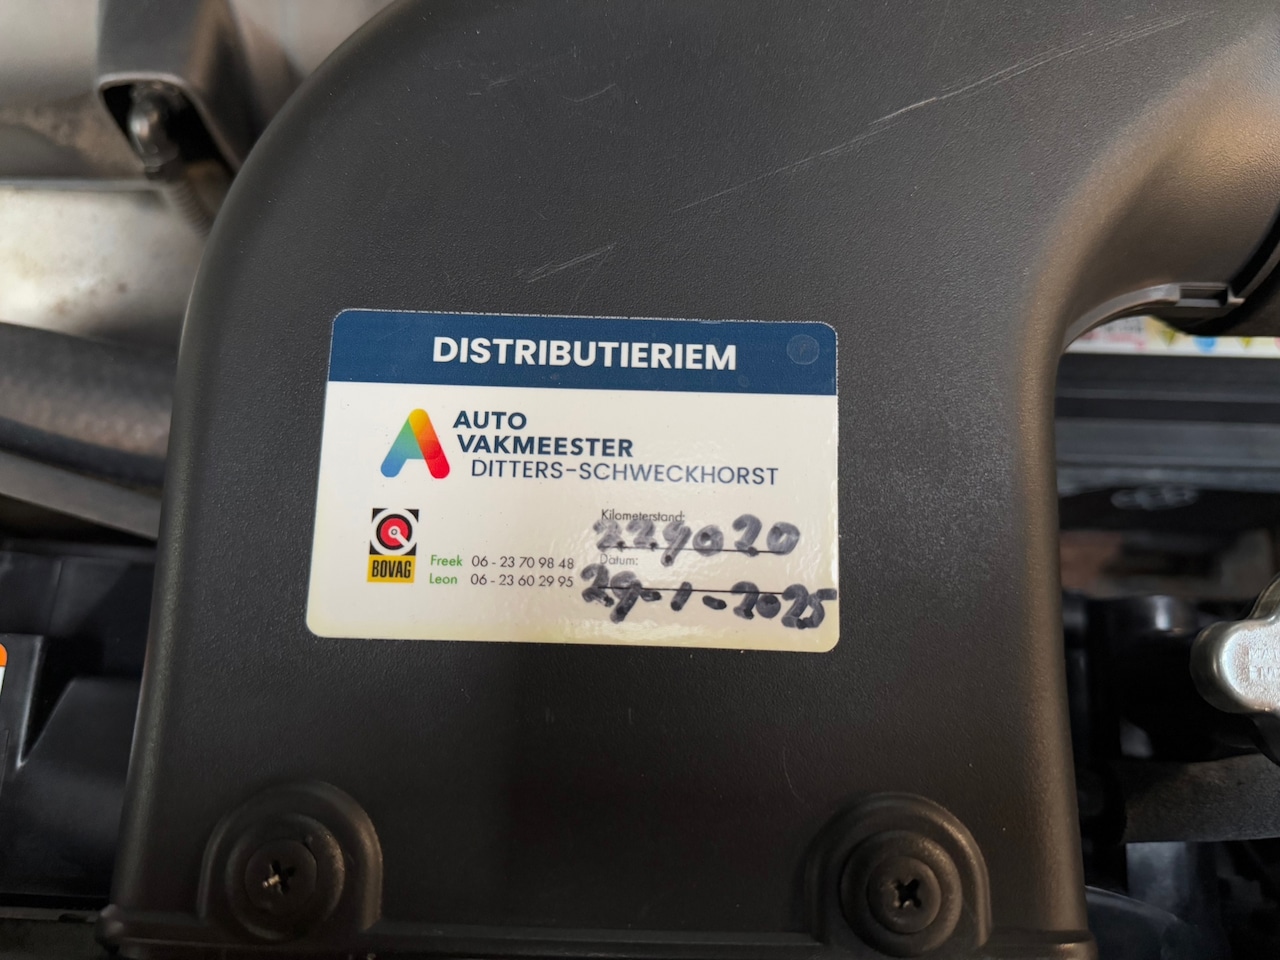 DISTRIBUTIERIEM
AUTO
VAKMEESTER
DITTERS-SCHWECKHORST
Kilometerstand:
229020
Datum:
29-1-2025
BOVAG
Freek 06 - 23 70 98 48
Leon 06 - 23 60 29 95